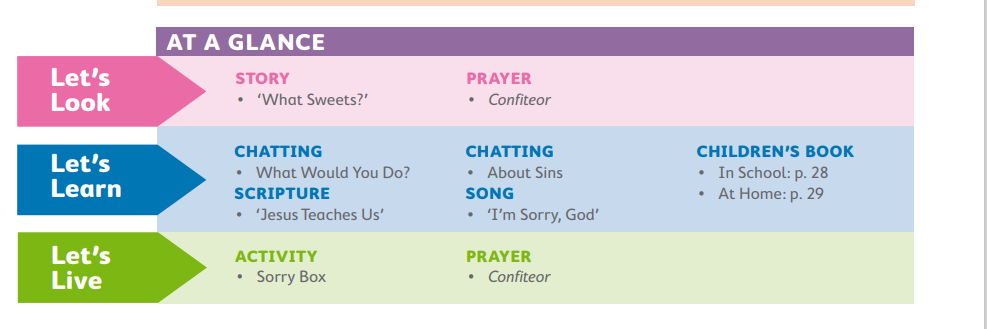 AT A GLANCE
Let's
Look
STORY
• ‘What Sweets?’
PRAYER
• Confiteor
Let's
Learn
CHATTING
• What Would You Do?
SCRIPTURE
• ‘Jesus Teaches Us’
CHATTING
• About Sins
SONG
• ‘I'm Sorry, God’
CHILDREN'S BOOK
• In School: p. 28
• At Home: p. 29
Let's
Live
ACTIVITY
• Sorry Box
PRAYER
• Confiteor